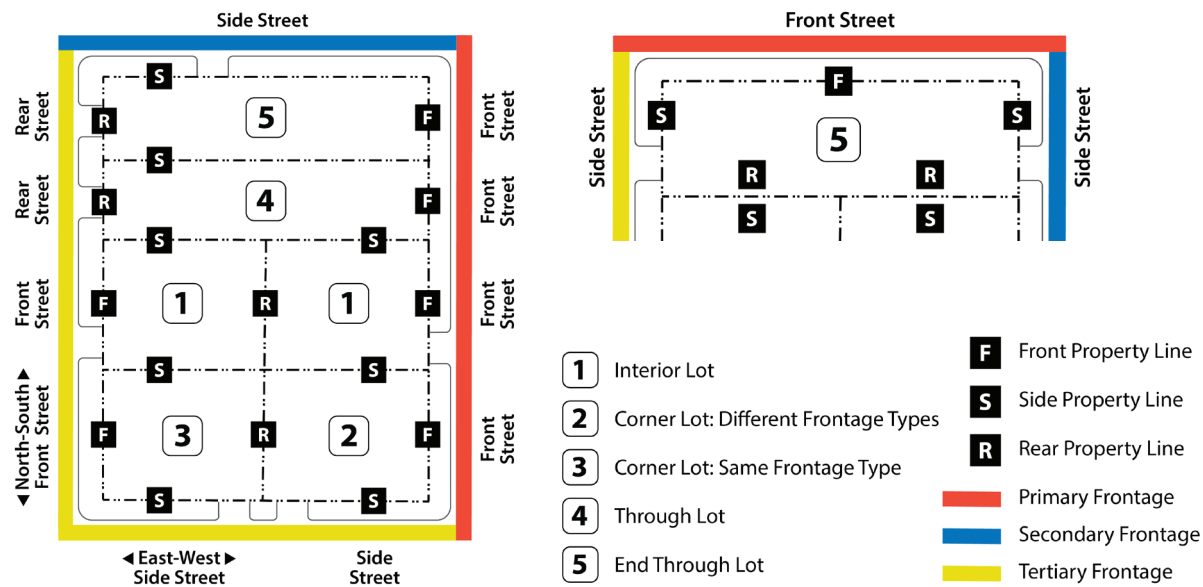 Side Street
Front Street
S
5
R
F
Rear
Street
Front
Street
S
4
R
F
Rear
Street
Front
Street
S
S
1
1
F
R
F
Front
Street
Front
Street
S
S
3
2
F
R
F
◀ North-South ▶
Front Street
Front
Street
S
S
◀ East-West ▶
Side Street
Side
Street
F
S
S
5
Side Street
Side Street
R
R
S
S
1 Interior Lot
2 Corner Lot: Different Frontage Types
3 Corner Lot: Same Frontage Type
4 Through Lot
5 End Through Lot
F Front Property Line
S Side Property Line
R Rear Property Line
Primary Frontage
Secondary Frontage
Tertiary Frontage